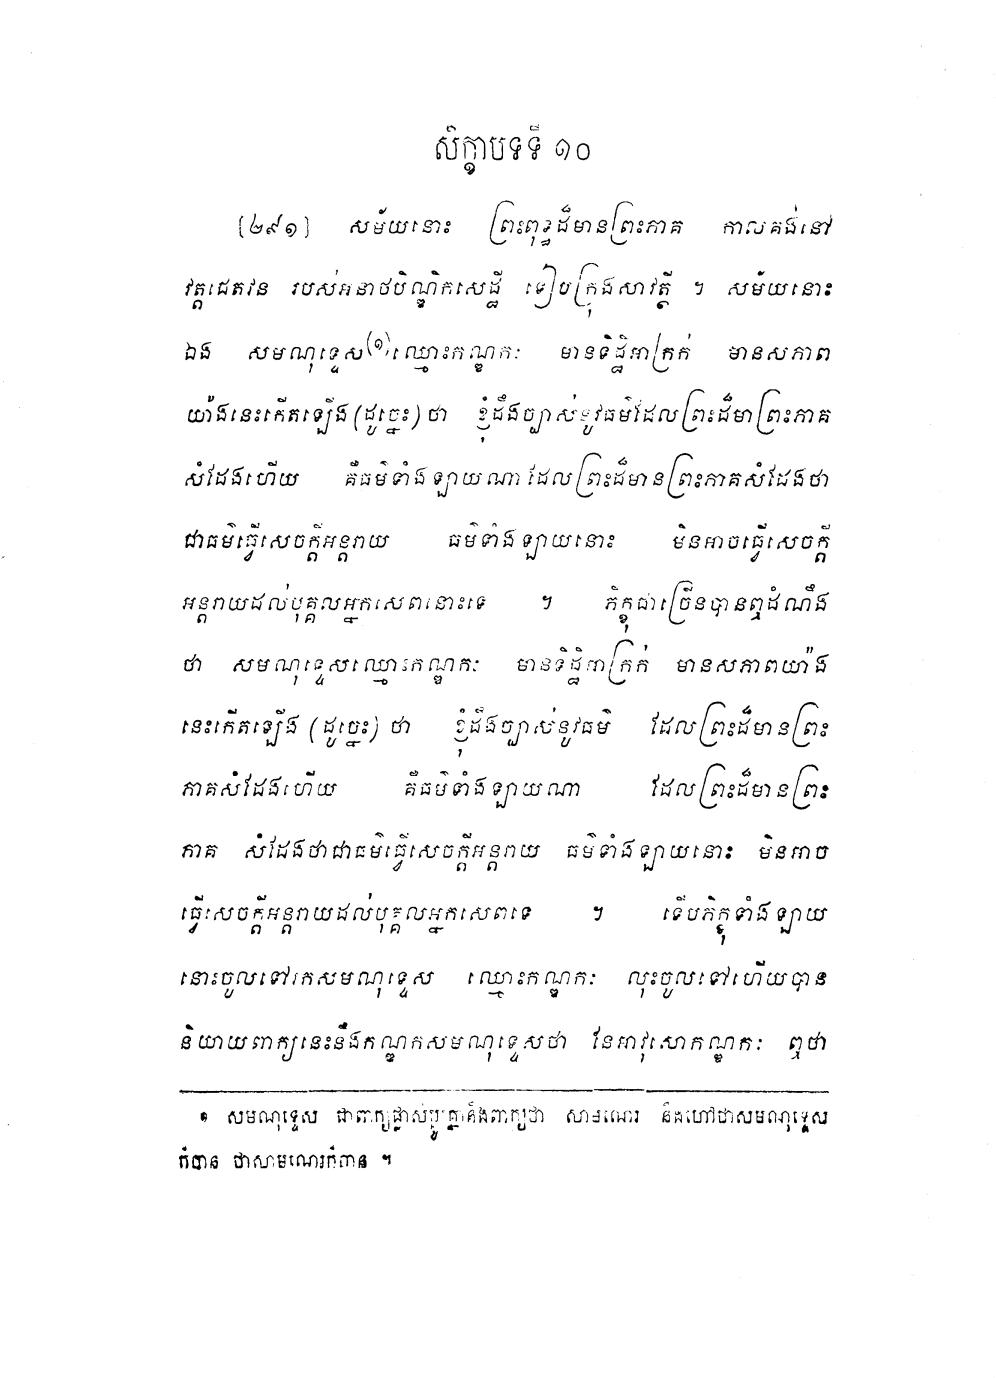 សិក្ខាបទទី ១០
[២៩១] សម័យនោះ ព្រះពុទ្ធដ៏មានព្រះភាគ កាលគង់នៅ
វត្តជេតវន របស់អនាថបិណ្ឌិកសេដ្ឋី ទៀបក្រុងសាវត្ថី ។ សម័យនោះ
ឯង សមណុទ្ទេស(១)ឈ្មោះកណ្ឌកៈ មានទិដ្ឋិអាក្រក់ មានសភាព
យ៉ាងនេះកើតឡើង(ដូច្នេះ)ថា ខ្ញុំដឹងច្បាស់នូវធម៌ដែលព្រះដ៏មាព្រះភាគ
សំដែងហើយ គឺធម៌ទាំងឡាយណា ដែលព្រះដ៏មានព្រះភាគសំដែងថា
ជាធម៌ធ្វើសេចក្តីអន្តរាយ ធម៌ទាំងឡាយនោះ មិនអាចធ្វើសេចក្តី
អន្តរាយដល់បុគ្គលអ្នកសេពនោះទេ ។ ភិក្ខុជាច្រើនបានឮដំណឹង
ថា សមណុទ្ទេសឈ្មោះកណ្ឌកៈ មានទិដ្ឋិអាក្រក់ មានសភាពយ៉ាង
នេះកើតឡើង (ដូច្នេះ) ថា ខ្ញុំដឹងច្បាស់នូវធម៌ ដែលព្រះដ៏មានព្រះ
ភាគសំដែងហើយ គឺធម៌ទាំងឡាយណា ដែលព្រះដ៏មានព្រះ
ភាគ សំដែងថាជាធម៌ធ្វើសេចក្តីអន្តរាយ ធម៌ទាំងឡាយនោះ មិនអាច
ធ្វើសេចក្តីអន្តរាយដល់បុគ្គលអ្នកសេពទេ ។ ទើបភិក្ខុទាំងឡាយ
នោះចូលទៅរកសមណុទ្ទេស ឈ្មោះកណ្ឌកៈ លុះចូលទៅហើយបាន
និយាយពាក្យនេះនឹងកណ្ឌកសមណុទ្ទេសថា នែអាវុសោកណ្ឌកៈ ឮថា
១ សមណុទ្ទេស ជាពាក្យផ្លាស់ប្តូរគ្នានឹងពាក្យថា សាមណេរ នឹងហៅថាសមណុទ្ទេស
ក៏បាន ថាសាមណេរក៏បាន ។